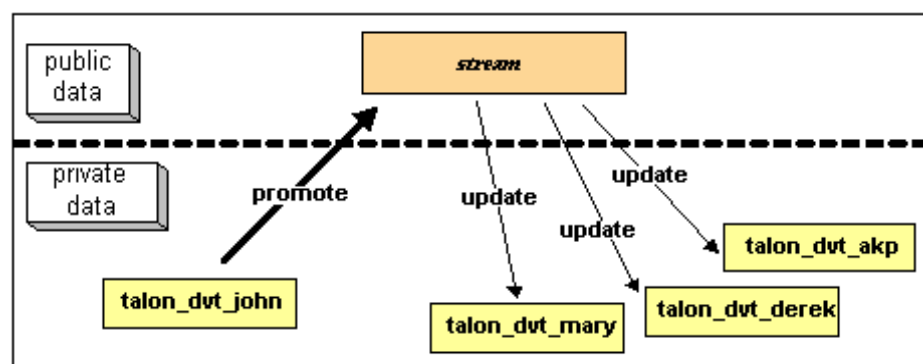 public
data
stream
private
data
promote
update
update
update
talon_dvt_akp
talon_dvt_john
talon_dvt_mary
talon_dvt_derek